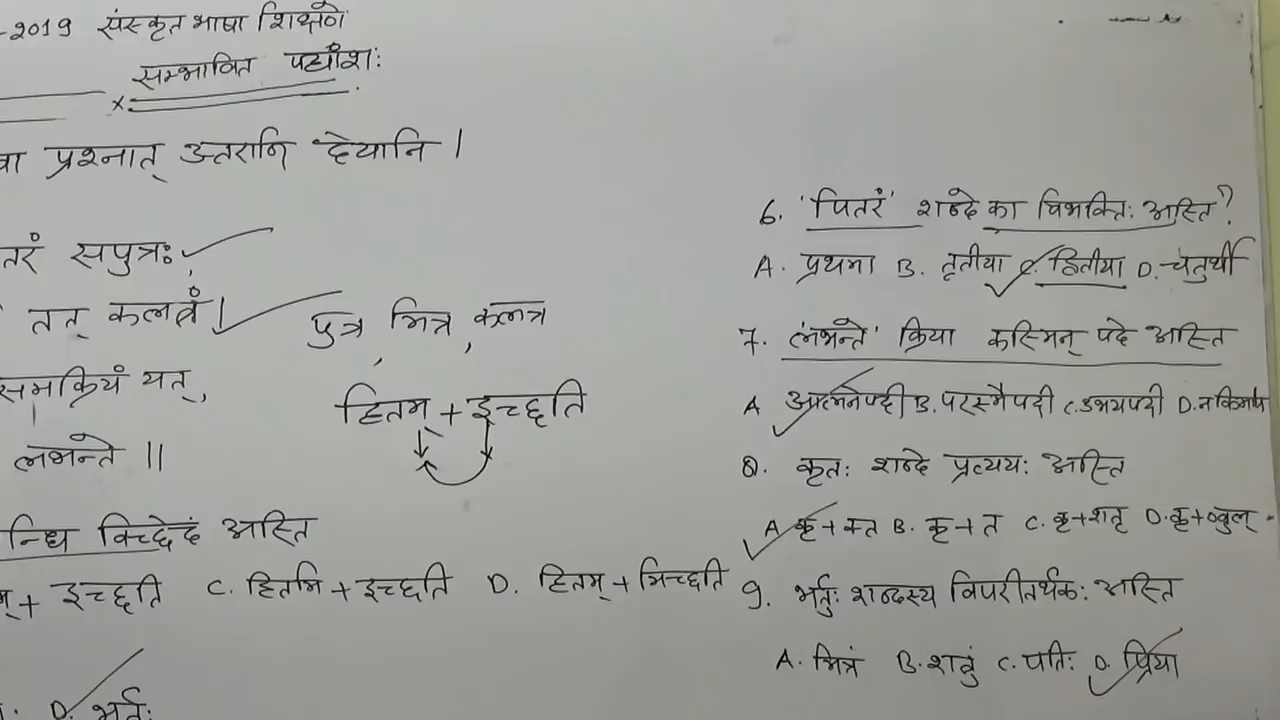 -2019 संस्कृत भाषा शिक्षणे
सम्भावित पद्यांशः
वा प्रश्नात् उत्तराणि देयानि ।
तरं सपुत्रः
तत् कलत्रं ।
पुत्र, मित्र, कलत्र
समक्रियं यत्,
हितम् + इच्छति
लभन्ते ॥
न्धि विच्छेदं अस्ति
म् + इच्छति C. हितमि + इच्छति D. हितम् + मिच्छति
D. भर्तुः
6. 'पितरं' शब्दे का विभक्तिः अस्ति?
A. प्रथमा B. तृतीया C. द्वितीया D. चतुर्थी
7. 'लभन्ते' क्रिया कस्मिन् पदे अस्ति
A आत्मनेपदी B. परस्मैपदी C. उभयपदी D. न किमपि
8. कृतः शब्दे प्रत्ययः अस्ति
A कृ + क्त B. कृ + त C. कृ + शतृ D. कृ + ण्वुल्
9. भर्तुः शब्दस्य विपरीतर्थकः अस्ति
A. मित्रं B. शत्रुं C. पतिः D. प्रिया